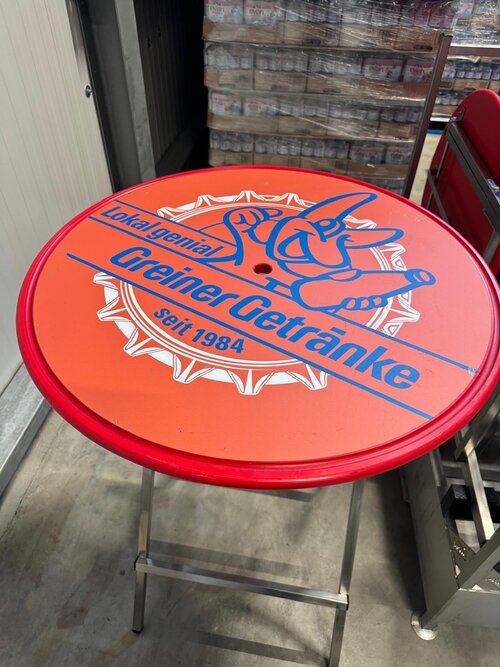 Lokal genial
Greiner Getränke
seit 1984